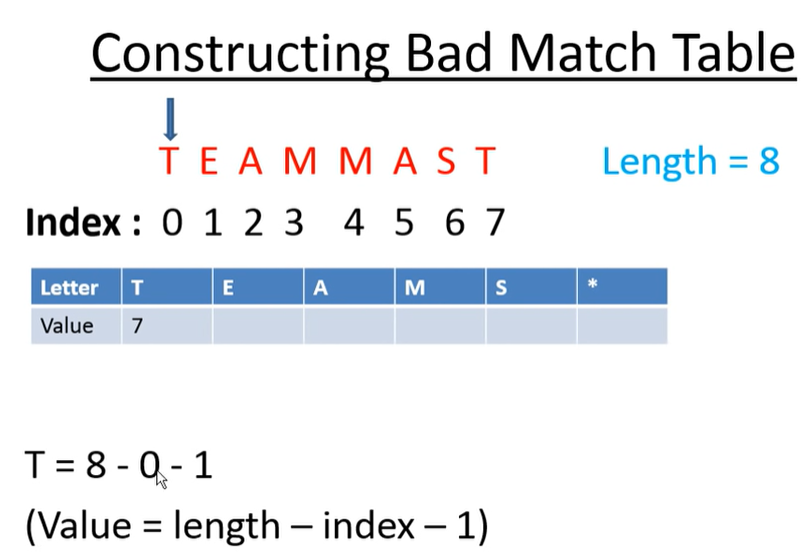 Constructing Bad Match Table
T E A M M A S T Length = 8
Index : 0 1 2 3 4 5 6 7
Letter T E A M S *
Value 7
T = 8 - 0 - 1
(Value = length – index – 1)